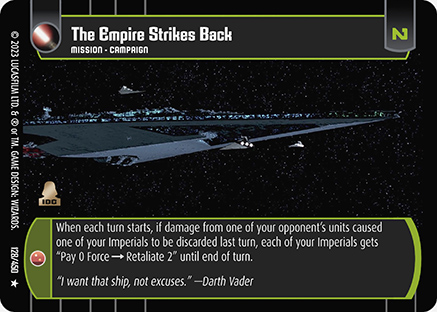 The Empire Strikes Back
MISSION - CAMPAIGN
N
© 2023 LUCASFILM LTD. & ® OR TM. GAME DESIGN: WIZARDS.
IDC
When each turn starts, if damage from one of your opponent's units caused
one of your Imperials to be discarded last turn, each of your Imperials gets
"Pay 0 Force → Retaliate 2" until end of turn.
"I want that ship, not excuses." —Darth Vader
128/450 ★